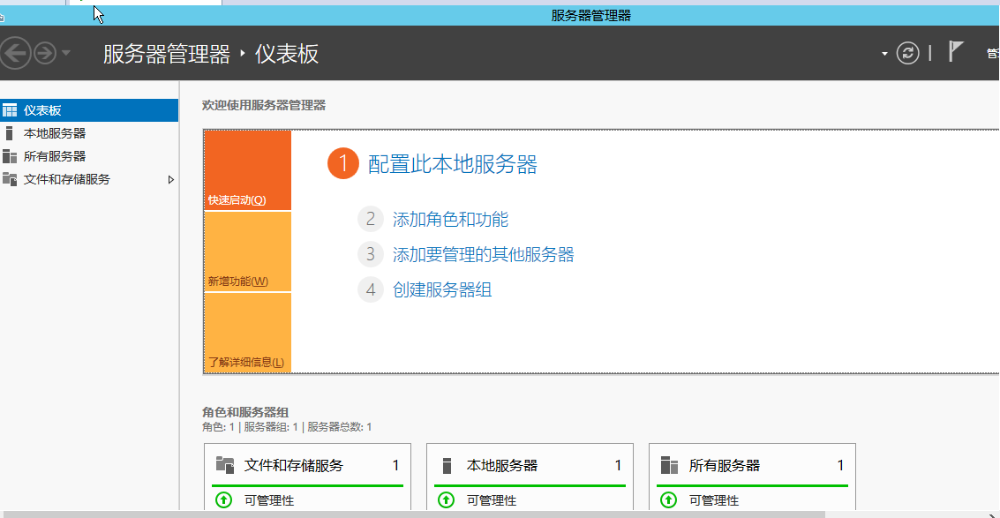 服务器管理器
服务器管理器 ‣ 仪表板
仪表板
本地服务器
所有服务器
文件和存储服务
欢迎使用服务器管理器
快速启动(Q)
新增功能(W)
了解详细信息(L)
1 配置此本地服务器
2 添加角色和功能
3 添加要管理的其他服务器
4 创建服务器组
角色和服务器组
角色: 1 | 服务器组: 1 | 服务器总数: 1
文件和存储服务 1
可管理性
本地服务器 1
可管理性
所有服务器 1
可管理性